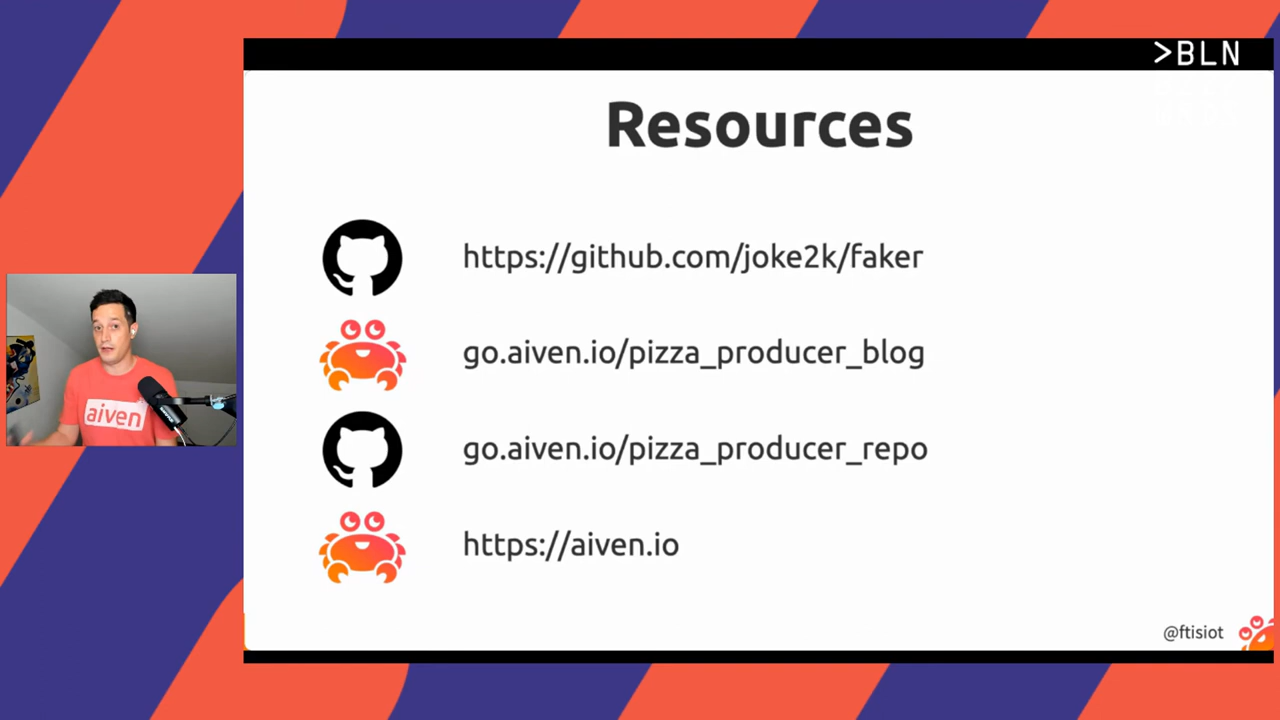 >BLN
Resources
https://github.com/joke2k/faker
go.aiven.io/pizza_producer_blog
go.aiven.io/pizza_producer_repo
https://aiven.io
aiven
@ftisiot